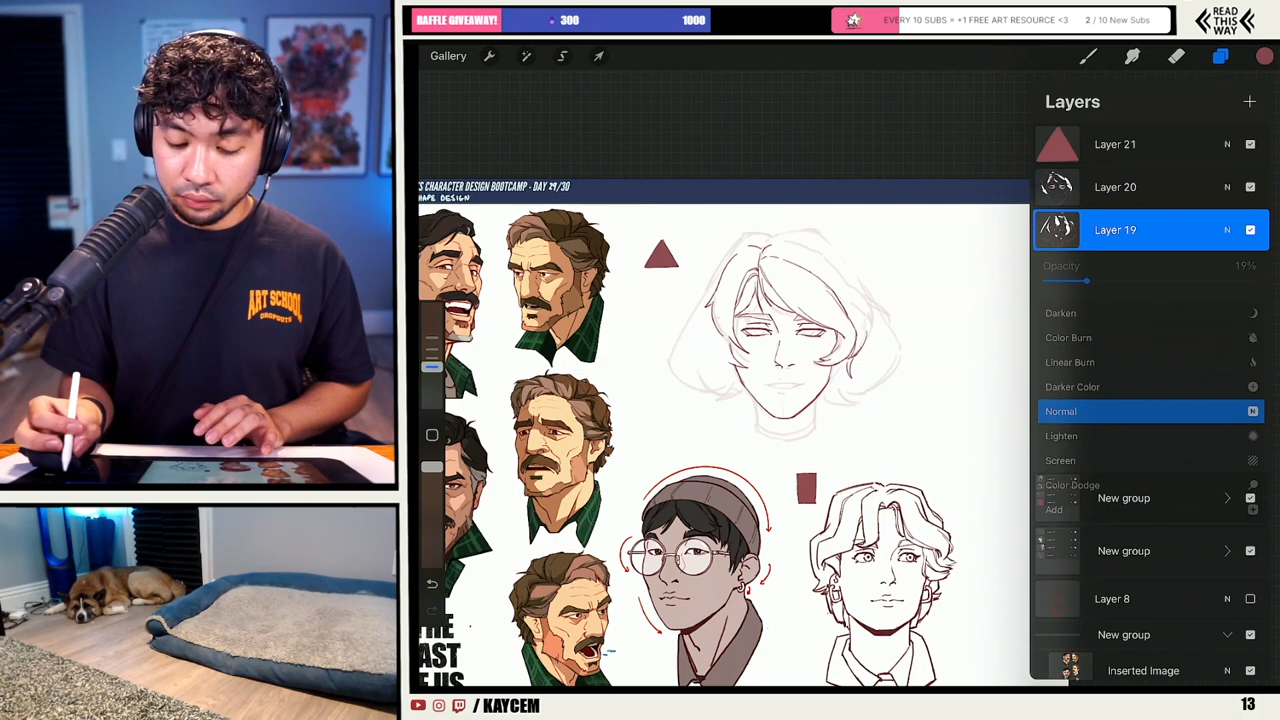 RAFFLE GIVEAWAY!
300
1000
EVERY 10 SUBS = +1 FREE ART RESOURCE <3
2 / 10 New Subs
READ
THIS
WAY
Gallery
Layers
Layer 21
N
Layer 20
N
Layer 19
N
Opacity
19%
Darken
Color Burn
Linear Burn
Darker Color
Normal
N
Lighten
Screen
Color Dodge
Add
New group
New group
Layer 8
N
New group
Inserted Image
N
S CHARACTER DESIGN BOOTCAMP - DAY 29/30
HAPE DESIGN
ART SCHOOL
DROPOUTS
THE
AST
F US
/ KAYCEM
13